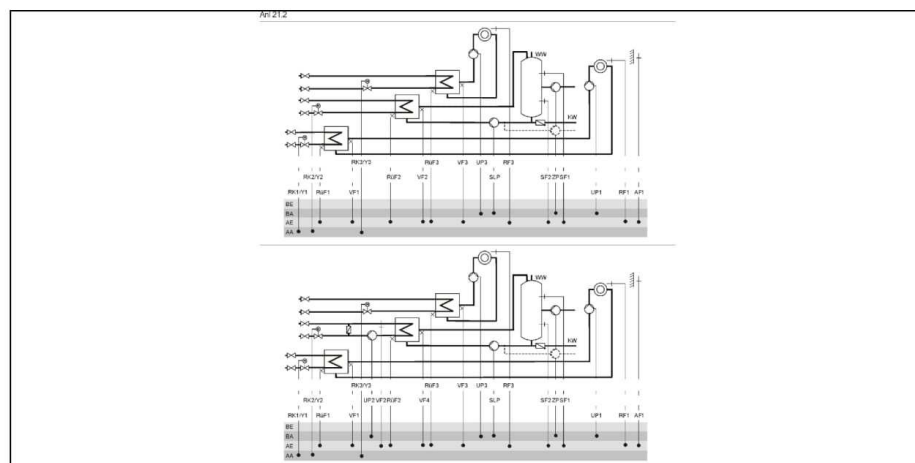 Anl 21.2
WW
KW
RK3/Y3 RüF3 VF3 UP3 RF3
RK2/Y2 RüF2 VF2 SLP SF2 ZP SF1
RK1/Y1 RüF1 VF1 UP1 RF1 AF1
BE
BA
AE
AA
WW
KW
RK3/Y3 RüF3 VF3 UP3 RF3
RK2/Y2 UP2 VF2 RüF2 VF4 SLP SF2 ZP SF1
RK1/Y1 RüF1 VF1 UP1 RF1 AF1
BE
BA
AE
AA